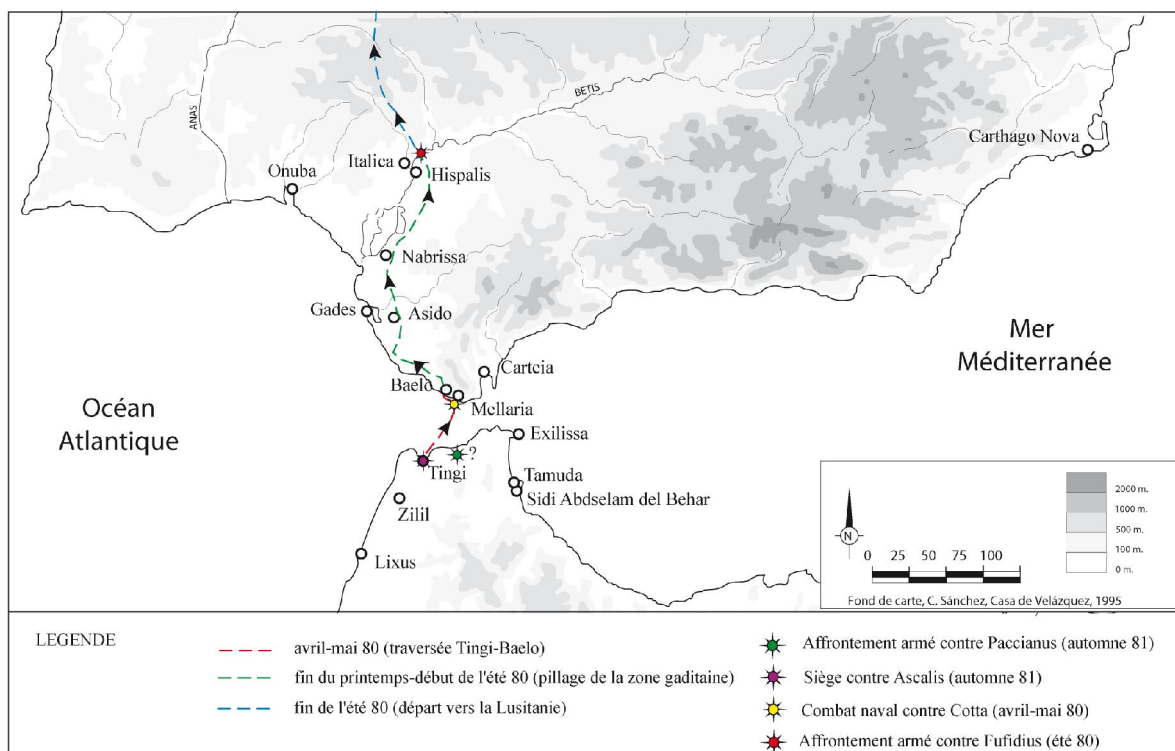 ANAS
BETIS
Carthago Nova
Italica
Onuba
Hispalis
Nabrissa
Gades
Asido
Mer
Méditerranée
Carteia
Baelo
Océan
Atlantique
Mellaria
Exilissa
?
Tingi
Tamuda
Sidi Abdselam del Behar
Zilil
Lixus
2000 m.
1000 m.
500 m.
100 m.
0 m.
N
0 25 50 75 100
Fond de carte, C. Sánchez, Casa de Velázquez, 1995
LEGENDE
avril-mai 80 (traversée Tingi-Baelo)
fin du printemps-début de l'été 80 (pillage de la zone gaditaine)
fin de l'été 80 (départ vers la Lusitanie)
Affrontement armé contre Paccianus (automne 81)
Siège contre Ascalis (automne 81)
Combat naval contre Cotta (avril-mai 80)
Affrontement armé contre Fufidius (été 80)